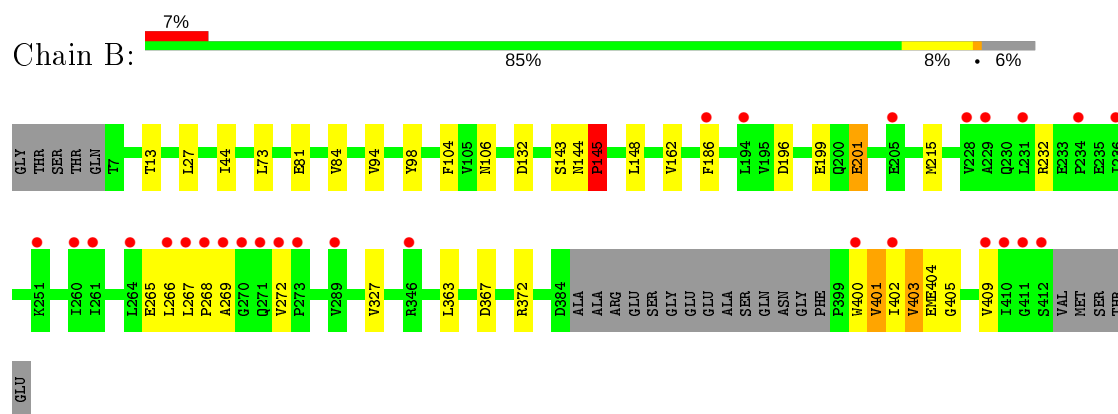 7%
Chain B:
85% 8% • 6%
GLY THR SER THR GLN T7 T13 L27 I44 L73 E81 V84 V94 Y98 F104 V105 N106 D132 S143 N144 P145 L148 V162 F186 L194 V195 D196 E199 Q200 E201 E205 M215 V228 A229 Q230 L231 R232 E233 P234 E235 I236
K251 I260 I261 L264 E265 L266 L267 P268 A269 G270 Q271 V272 P273 V289 V327 R346 L363 D367 R372 D384 ALA ALA ARG GLU SER GLY GLU GLU ALA SER GLN ASN GLY PHE P399 W400 V401 I402 V403 EME404 G405 V409 I410 G411 S412 VAL MET SER THR
GLU